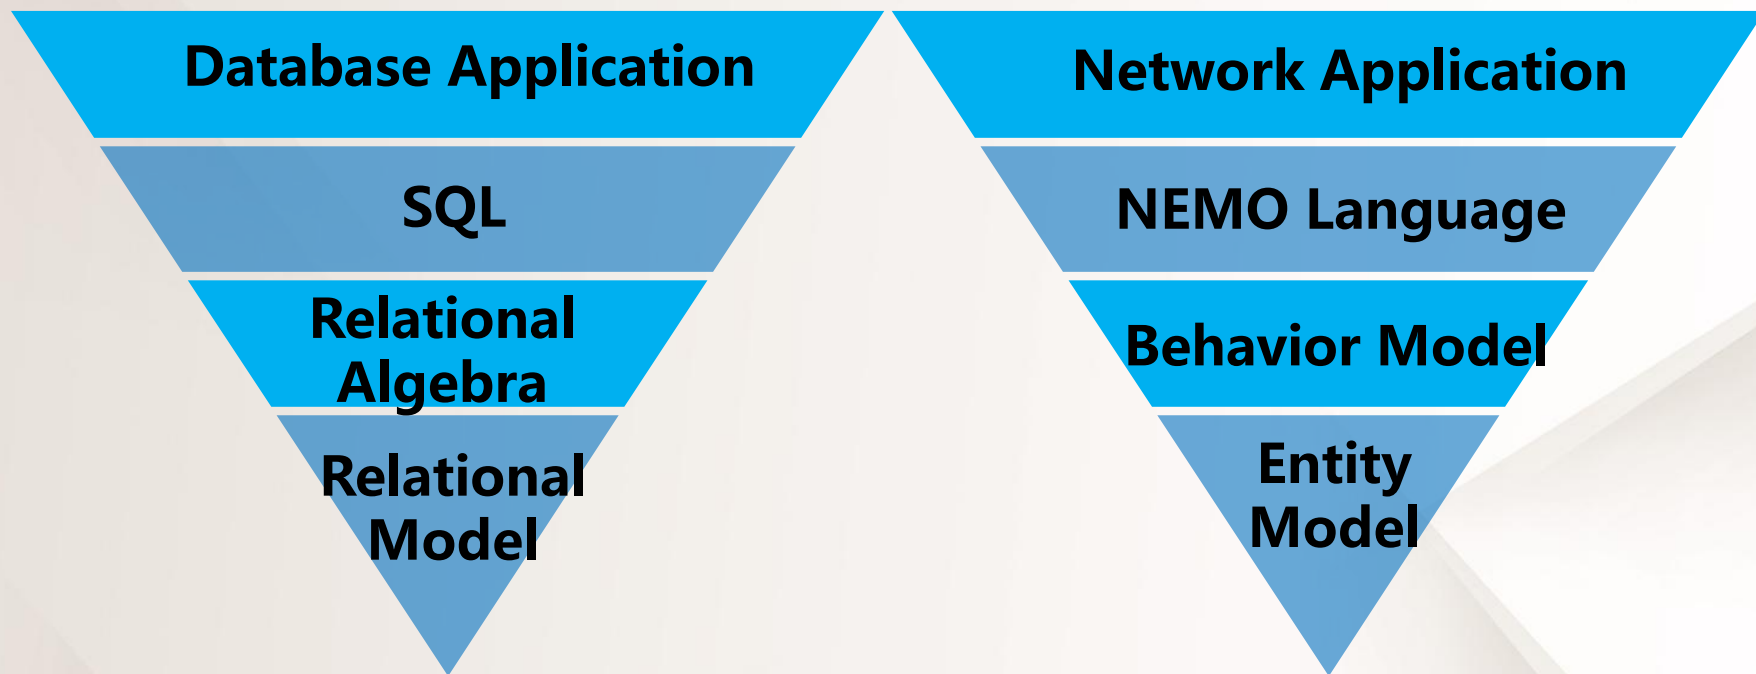 Database Application
SQL
Relational
Algebra
Relational
Model
Network Application
NEMO Language
Behavior Model
Entity
Model